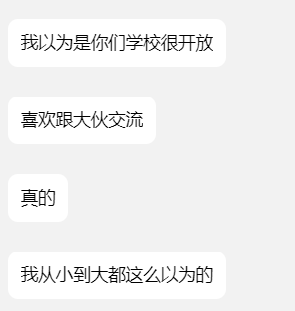 我以为是你们学校很开放
喜欢跟大伙交流
真的
我从小到大都这么以为的